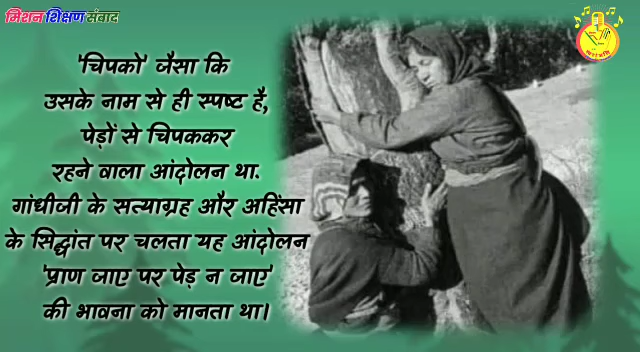 मिशन शिक्षण संवाद
'चिपको' जैसा कि
उसके नाम से ही स्पष्ट है,
पेड़ों से चिपककर
रहने वाला आंदोलन था.
गांधीजी के सत्याग्रह और अहिंसा
के सिद्धांत पर चलता यह आंदोलन
'प्राण जाए पर पेड़ न जाए'
की भावना को मानता था।